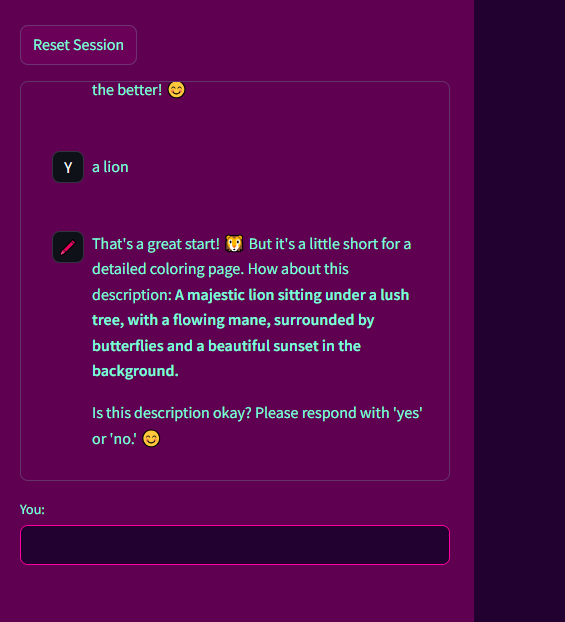 Reset Session
the better! 😊
Y
a lion
That's a great start! 🦁 But it's a little short for a
detailed coloring page. How about this
description: A majestic lion sitting under a lush
tree, with a flowing mane, surrounded by
butterflies and a beautiful sunset in the
background.
Is this description okay? Please respond with 'yes'
or 'no.' 😊
You: